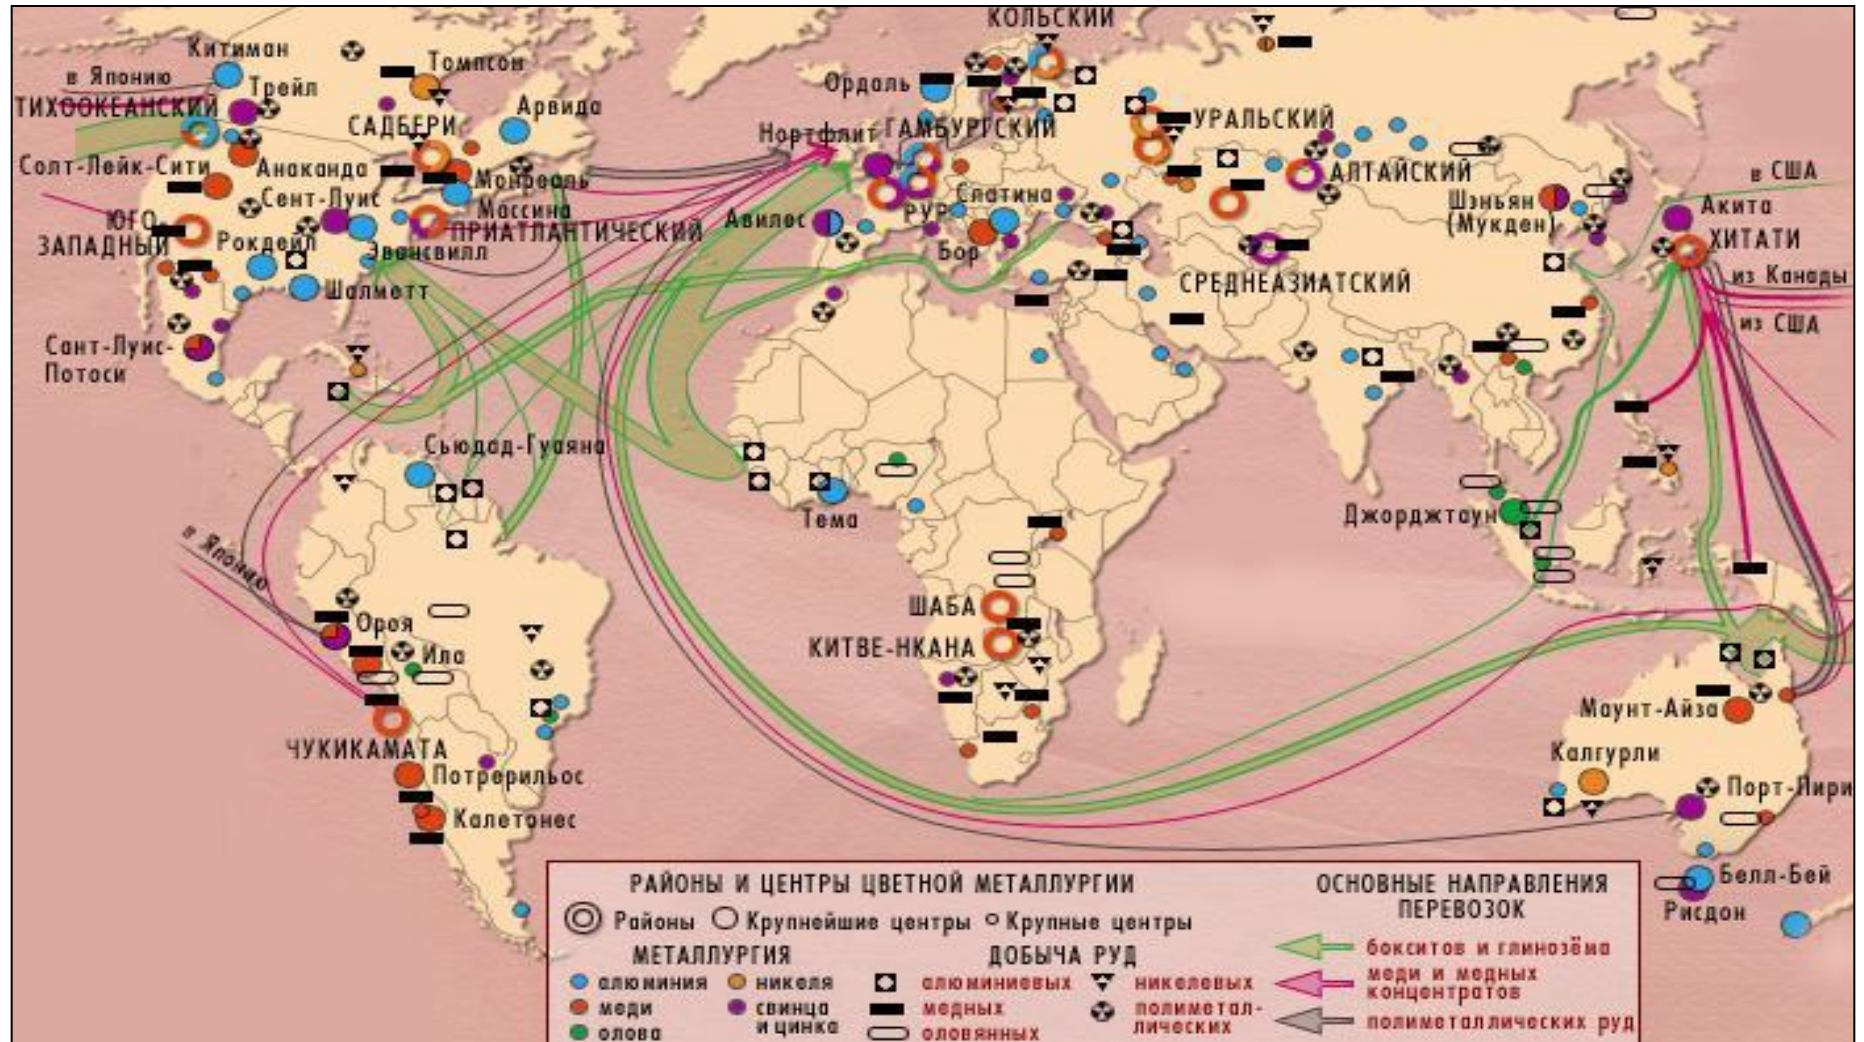 КОЛЬСКИЙ
Китимат
в Японию
Трейл
Томпсон
Ордаль
ТИХООКЕАНСКИЙ
САДБЕРИ
Арвида
Нортфлит
ГАМБУРГСКИЙ
УРАЛЬСКИЙ
Солт-Лейк-Сити
Анаканда
Монреаль
АЛТАЙСКИЙ
в США
Сент-Луис
Массина
Слатина
Шэньян
(Мукден)
Акита
ЮГО-
ЗАПАДНЫЙ
Рокдейл
ПРИАТЛАНТИЧЕСКИЙ
Авилес
РУР
Бор
ХИТАТИ
Эвансвилл
Шалметт
СРЕДНЕАЗИАТСКИЙ
из Канады
из США
Сант-Луис-
Потоси
Сьюдад-Гуаяна
Тема
Джорджтаун
в Японию
ШАБА
Ороя
КИТВЕ-НКАНА
Ила
Маунт-Айза
ЧУКИКАМАТА
Калгурли
Потрерильос
Порт-Пири
Калетонес
Белл-Бей
Рисдон
РАЙОНЫ И ЦЕНТРЫ ЦВЕТНОЙ МЕТАЛЛУРГИИ
Районы Крупнейшие центры Крупные центры
МЕТАЛЛУРГИЯ
алюминия
меди
олова
никеля
свинца
и цинка
ДОБЫЧА РУД
алюминиевых
медных
оловянных
никелевых
полиметал-
лических
ОСНОВНЫЕ НАПРАВЛЕНИЯ
ПЕРЕВОЗОК
бокситов и глинозёма
меди и медных
концентратов
полиметаллических руд